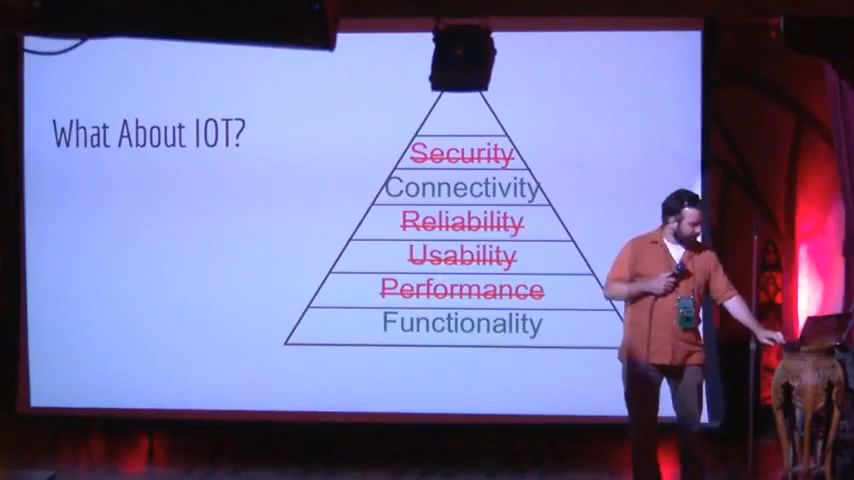 What About IOT?
Security
Connectivity
Reliability
Usability
Performance
Functionality